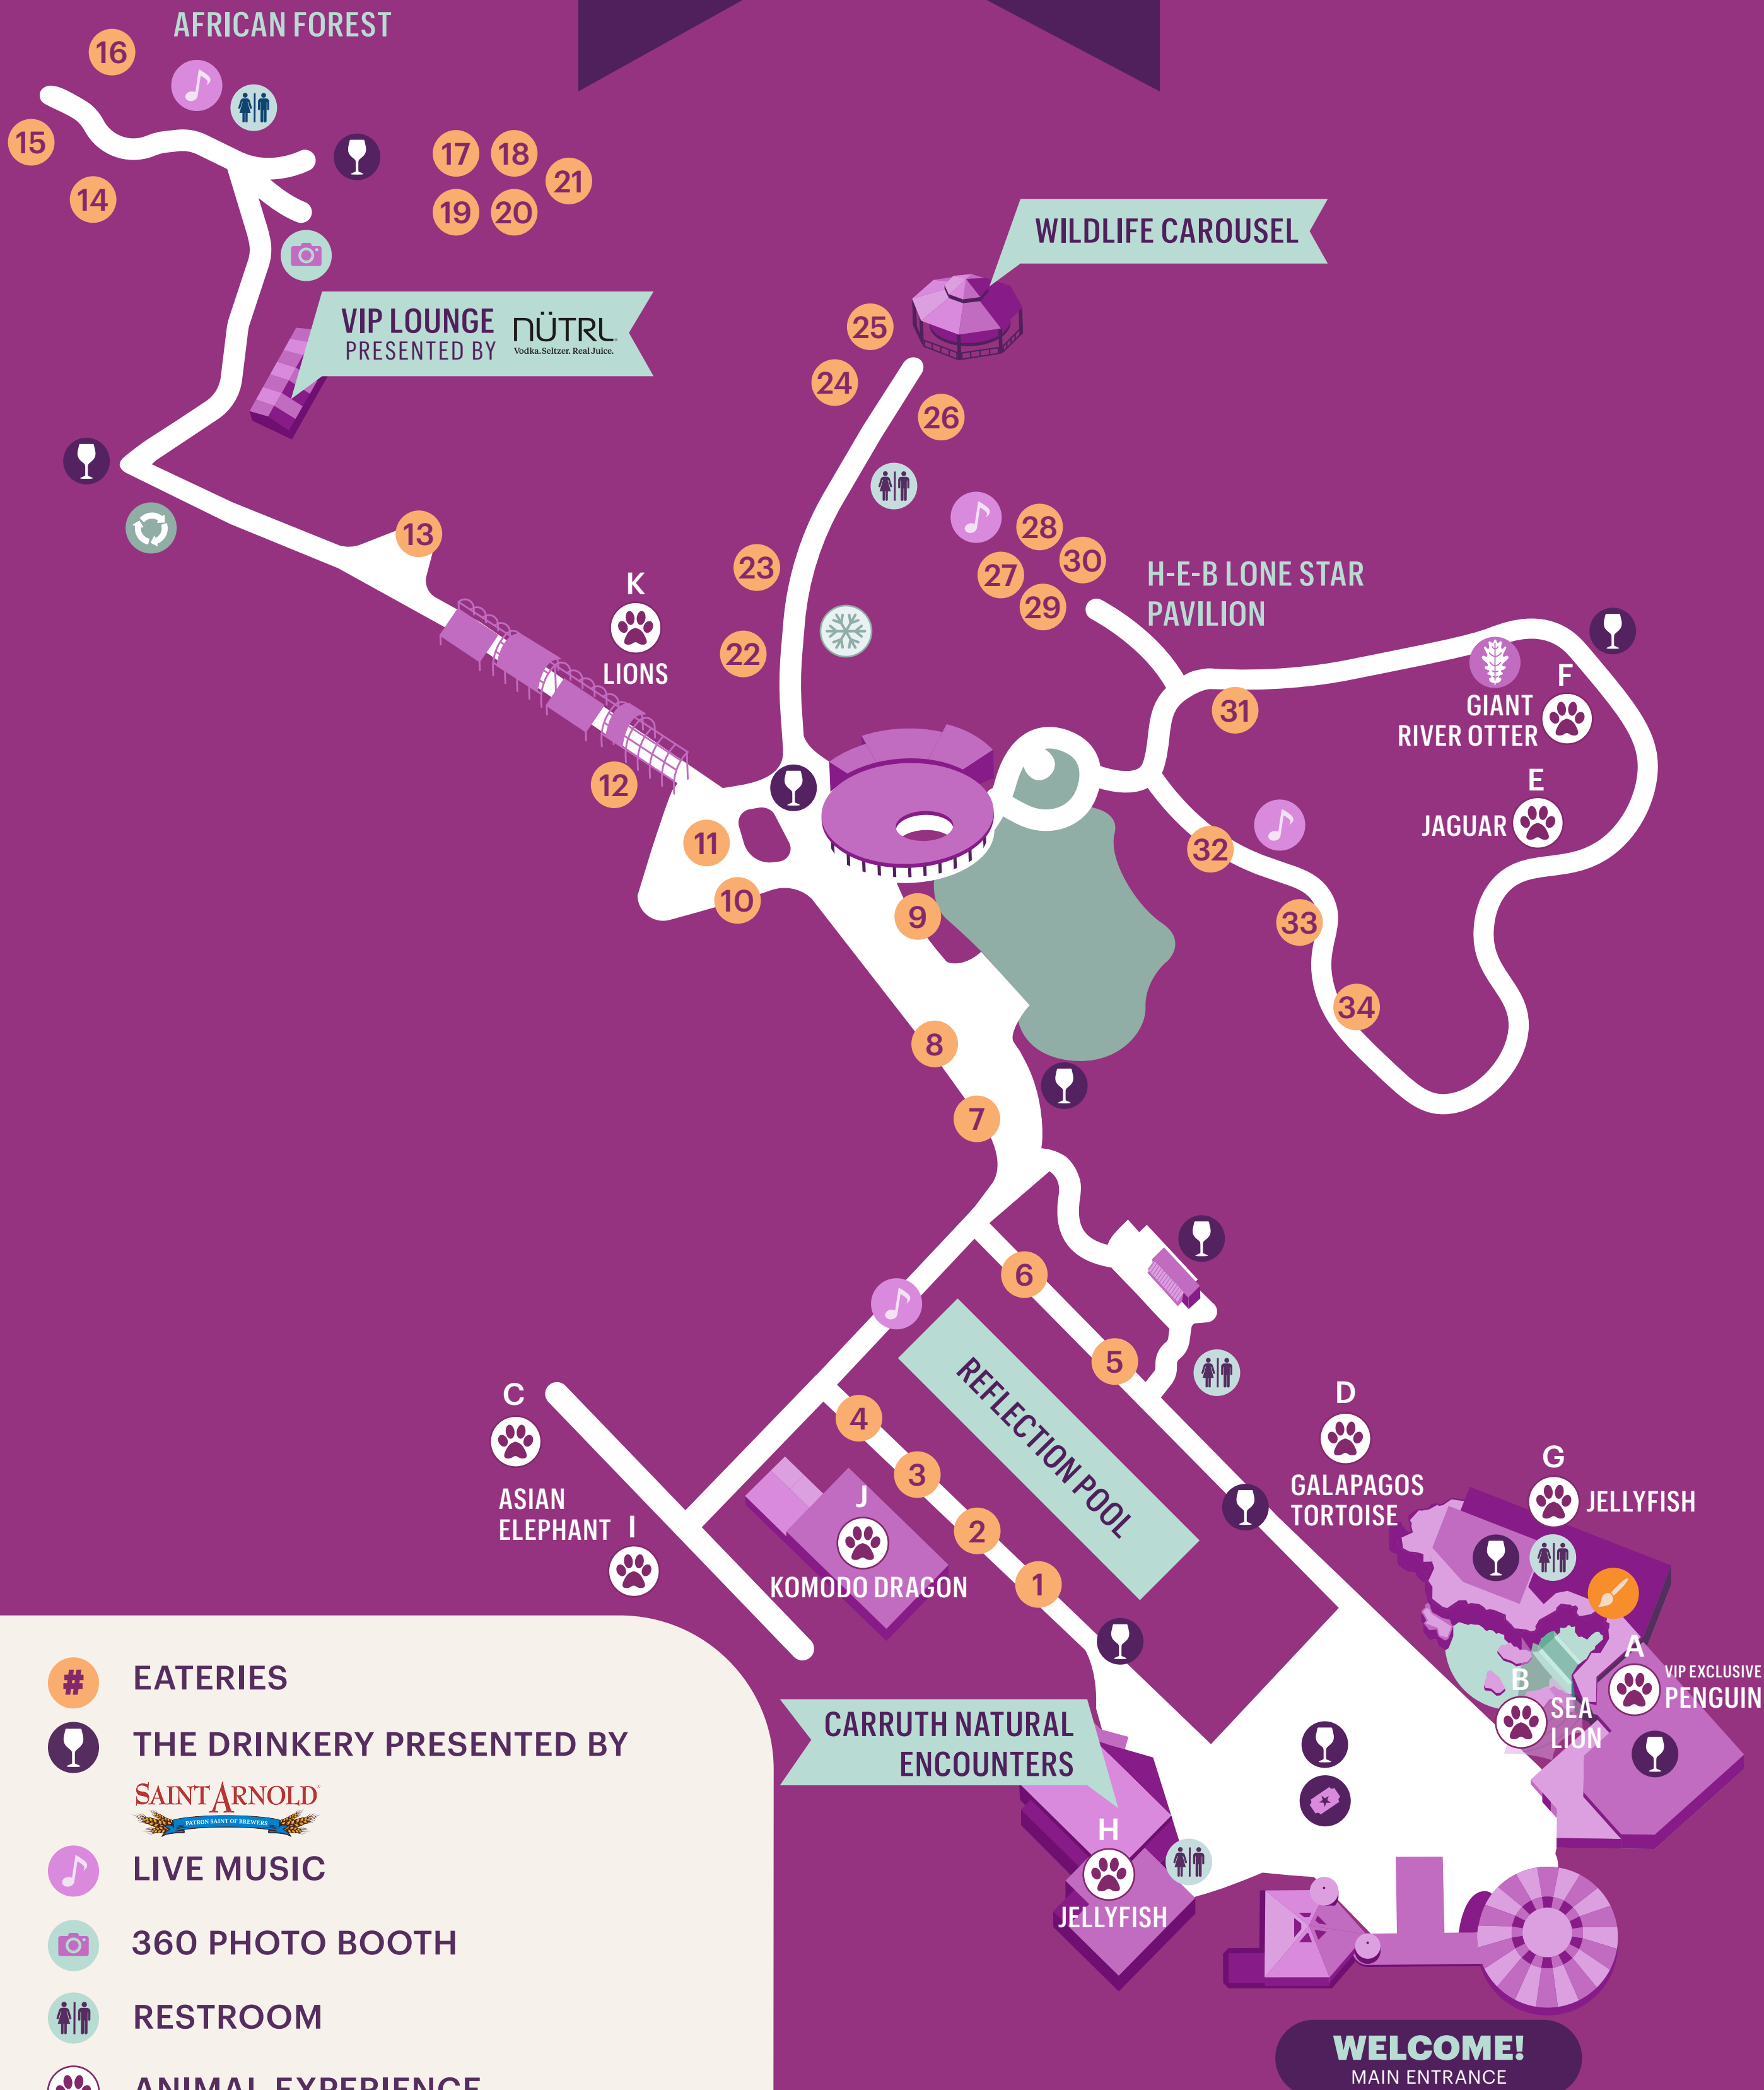 AFRICAN FOREST
16
15
14
17
18
21
19
20
WILDLIFE CAROUSEL
VIP LOUNGE
PRESENTED BY
NÜTRL
Vodka. Seltzer. Real Juice.
25
24
26
13
23
28
30
27
29
H-E-B LONE STAR
PAVILION
K
LIONS
22
31
GIANT
RIVER OTTER
F
E
JAGUAR
12
11
10
9
32
33
34
8
7
6
5
REFLECTION POOL
C
ASIAN
ELEPHANT
I
4
3
2
1
J
KOMODO DRAGON
D
GALAPAGOS
TORTOISE
G
JELLYFISH
A
VIP EXCLUSIVE
PENGUIN
B
SEA
LION
CARRUTH NATURAL
ENCOUNTERS
H
JELLYFISH
# EATERIES
THE DRINKERY PRESENTED BY
SAINT ARNOLD
PATRON SAINT OF BREWERS
LIVE MUSIC
360 PHOTO BOOTH
RESTROOM
ANIMAL EXPERIENCE
WELCOME!
MAIN ENTRANCE